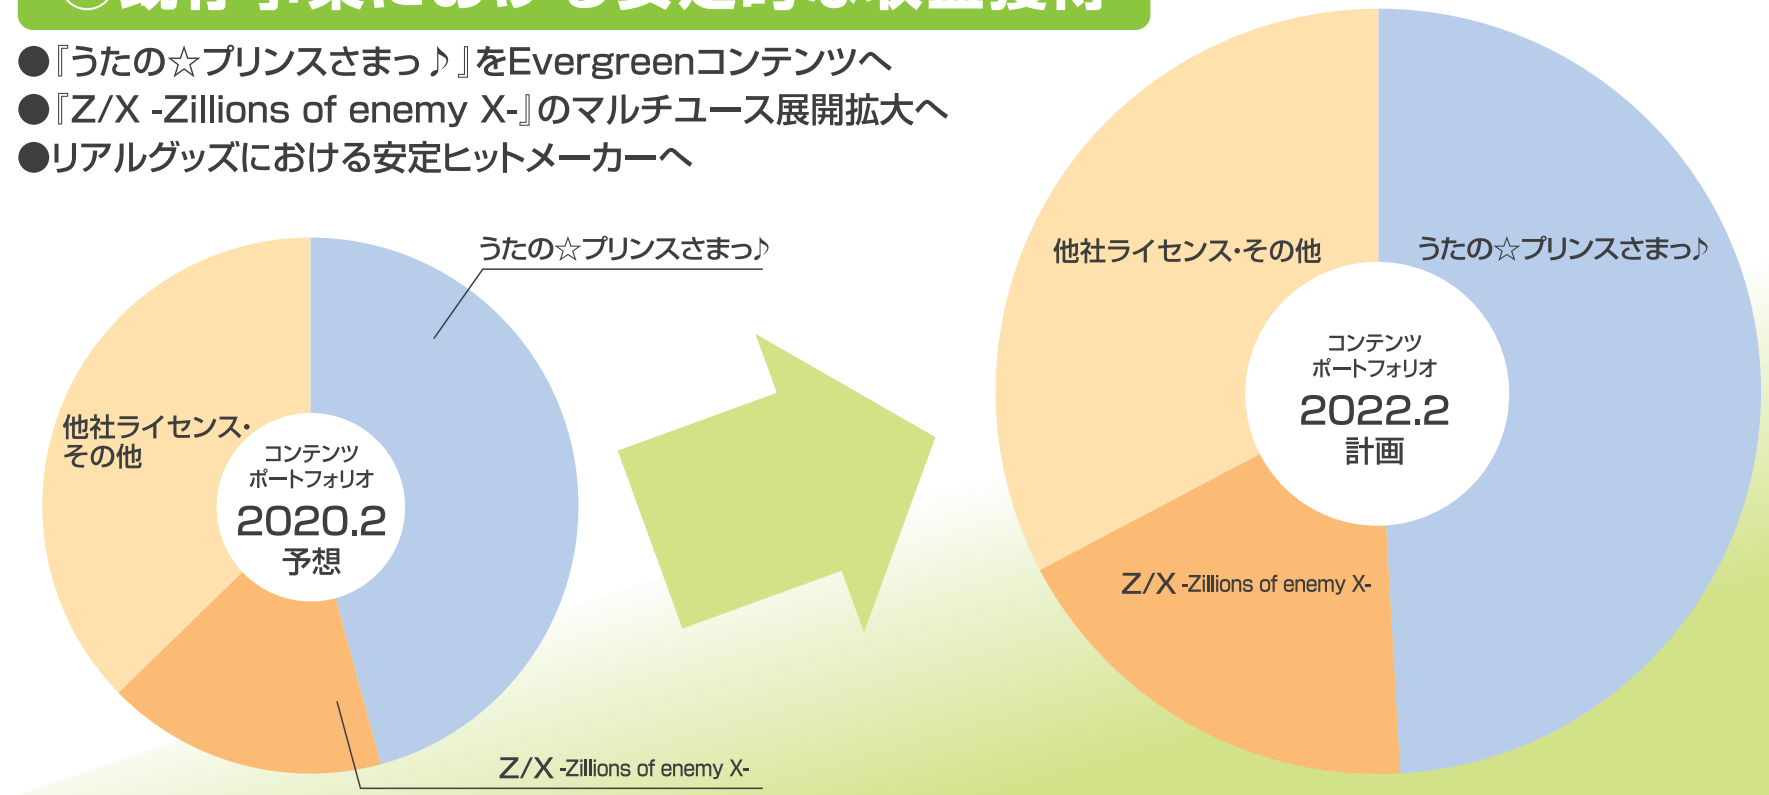 ●『うたの☆プリンスさまっ♪』をEvergreenコンテンツへ
●『Z/X -Zillions of enemy X-』のマルチユース展開拡大へ
●リアルグッズにおける安定ヒットメーカーへ
うたの☆プリンスさまっ♪
他社ライセンス・
その他
コンテンツ
ポートフォリオ
2020.2
予想
Z/X -Zillions of enemy X-
他社ライセンス・その他
うたの☆プリンスさまっ♪
コンテンツ
ポートフォリオ
2022.2
計画
Z/X -Zillions of enemy X-